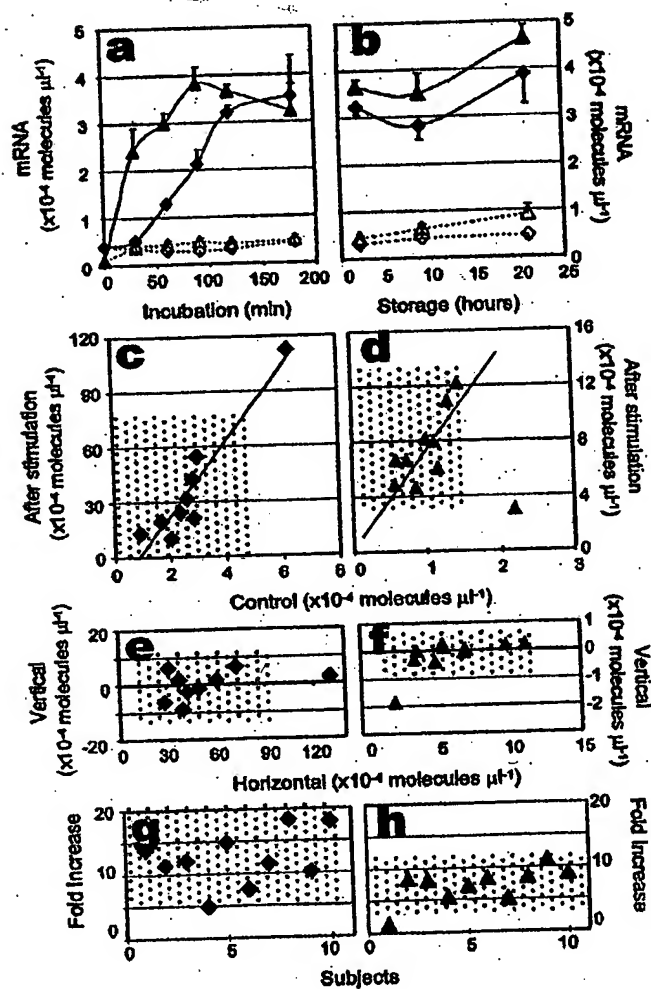 a
b
mRNA
(x10⁻⁴ molecules µl⁻¹)
5
4
3
2
1
0
5
4
3
2
1
0
mRNA
(x10⁻⁴ molecules µl⁻¹)
0 50 100 150 200
0 5 10 15 20 25
Incubation (min)
Storage (hours)
c
d
After stimulation
(x10⁻⁴ molecules µl⁻¹)
120
90
60
30
0
16
12
8
4
0
After stimulation
(x10⁻⁴ molecules µl⁻¹)
0 2 4 6 8
0 1 2 3
Control (x10⁻⁴ molecules µl⁻¹)
e
f
Vertical
(x10⁻⁴ molecules µl⁻¹)
20
10
0
-20
1
0
-1
-2
Vertical
(x10⁻⁴ molecules µl⁻¹)
30 60 90 120
0 5 10 15
Horizontal (x10⁻⁴ molecules µl⁻¹)
g
h
Fold Increase
20
10
0
20
10
0
Fold Increase
0 5 10
0 5 10
Subjects